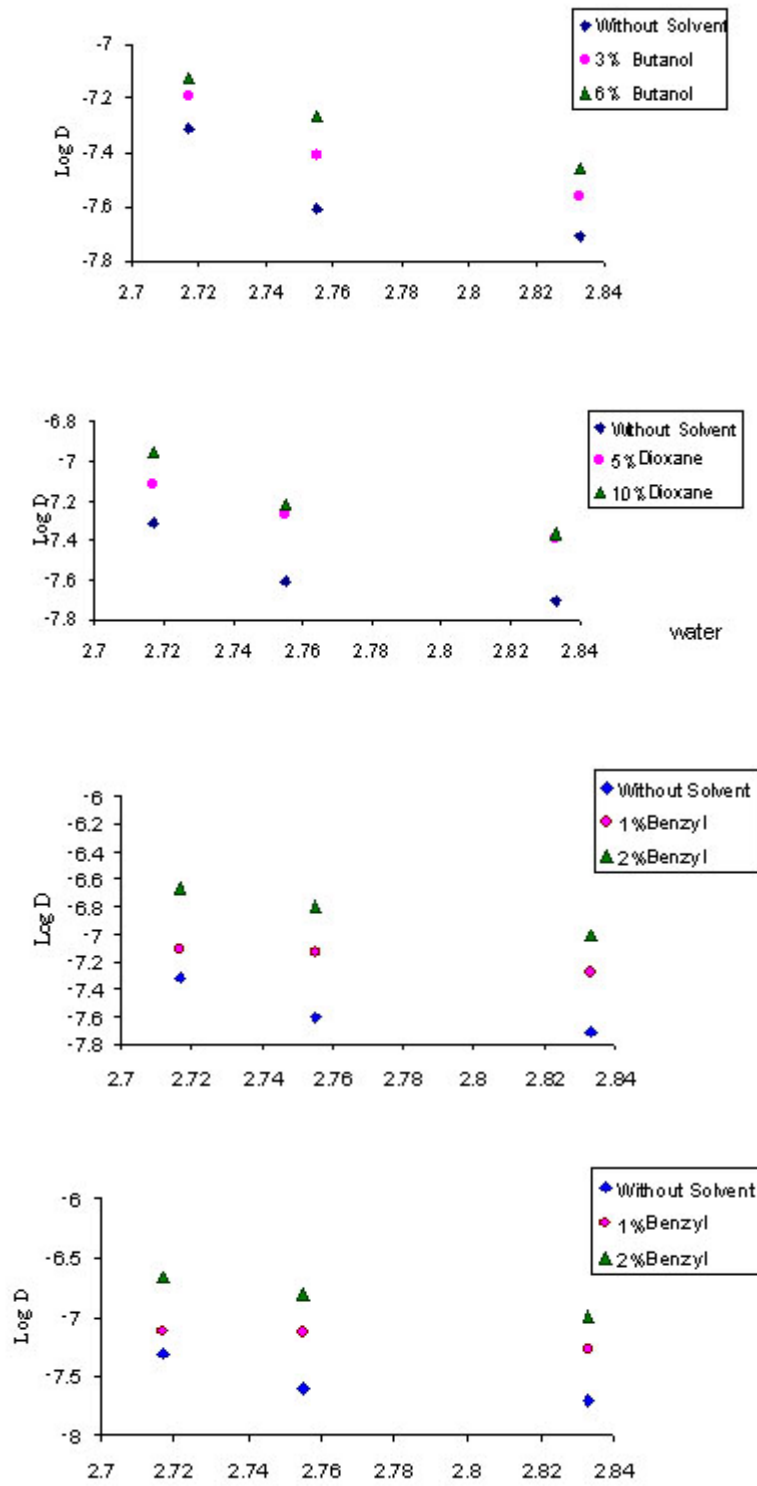 Without Solvent
3% Butanol
6% Butanol
-7
-7.2
-7.4
-7.6
-7.8
Log D
2.7 2.72 2.74 2.76 2.78 2.8 2.82 2.84
Without Solvent
5%Dioxane
10%Dioxane
-6.8
-7
-7.2
-7.4
-7.6
-7.8
Log D
2.7 2.72 2.74 2.76 2.78 2.8 2.82 2.84
water
Without Solvent
1%Benzyl
2%Benzyl
-6
-6.2
-6.4
-6.6
-6.8
-7
-7.2
-7.4
-7.6
-7.8
Log D
2.7 2.72 2.74 2.76 2.78 2.8 2.82 2.84
Without Solvent
1%Benzyl
2%Benzyl
-6
-6.5
-7
-7.5
-8
Log D
2.7 2.72 2.74 2.76 2.78 2.8 2.82 2.84